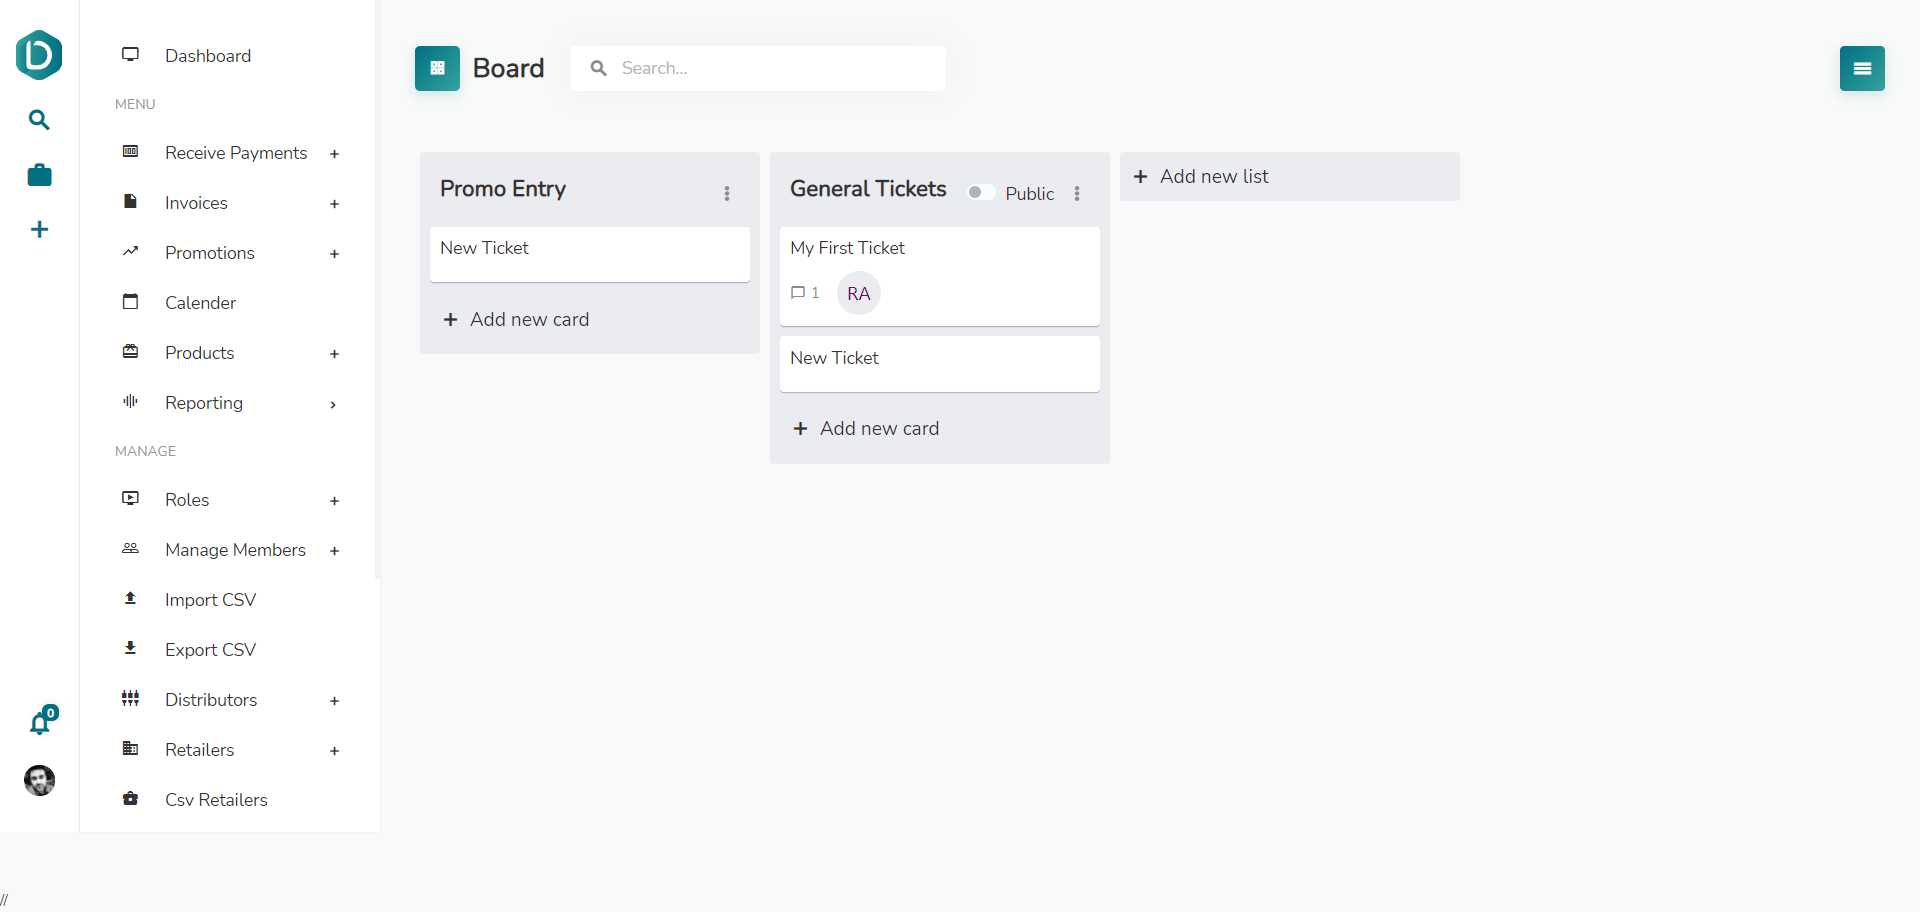 Dashboard
MENU
Receive Payments +
Invoices +
Promotions +
Calender
Products +
Reporting
MANAGE
Roles +
Manage Members +
Import CSV
Export CSV
Distributors +
Retailers +
Csv Retailers
0
//
Board
Search...
Promo Entry
New Ticket
+ Add new card
General Tickets Public
My First Ticket
1 RA
New Ticket
+ Add new card
+ Add new list